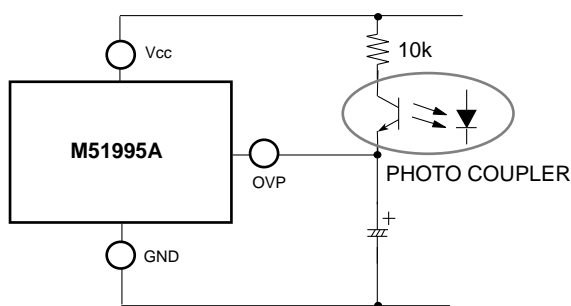 Vcc
10k
M51995A
OVP
PHOTO COUPLER
+
GND